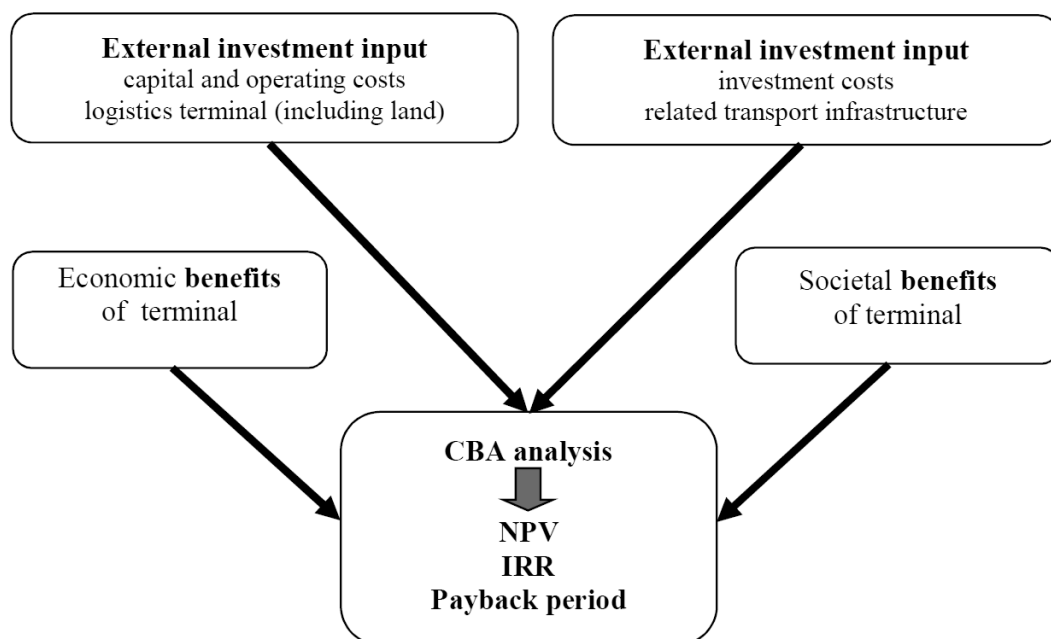 External investment input
capital and operating costs
logistics terminal (including land)
External investment input
investment costs
related transport infrastructure
Economic benefits
of terminal
Societal benefits
of terminal
CBA analysis
NPV
IRR
Payback period